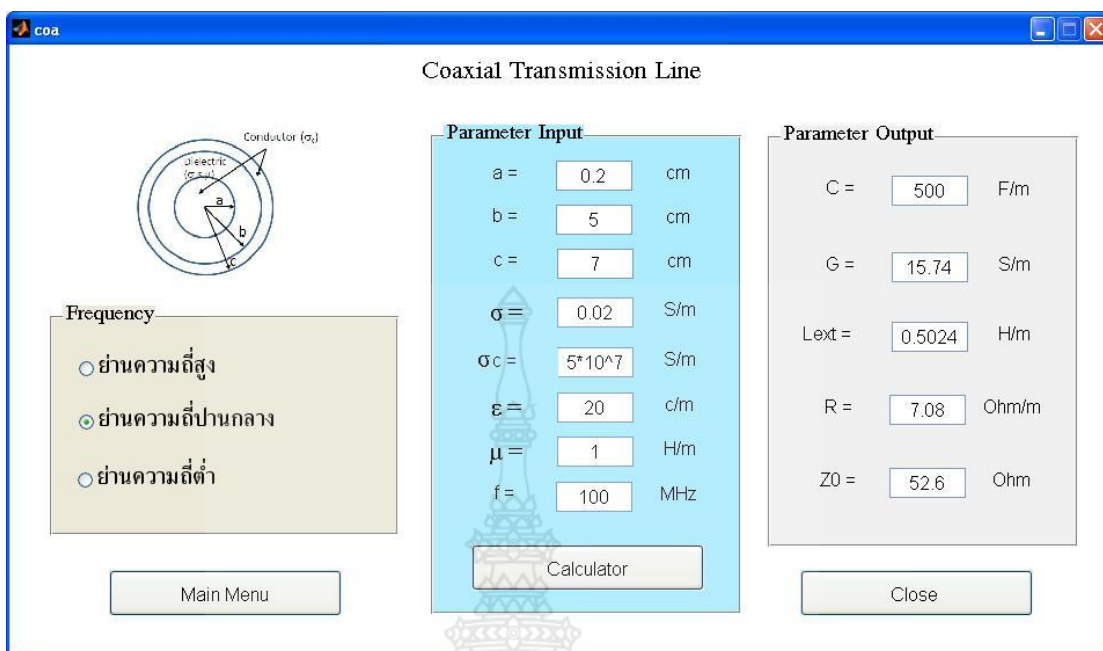 coa
Coaxial Transmission Line
Conductor (σc)
Dielectric
(σ,ε,μ)
a
b
c
Frequency
ย่านความถี่สูง
ย่านความถี่ปานกลาง
ย่านความถี่ต่ำ
Main Menu
Parameter Input
a = 0.2 cm
b = 5 cm
c = 7 cm
σ = 0.02 S/m
σc = 5*10^7 S/m
ε = 20 c/m
μ = 1 H/m
f = 100 MHz
Calculator
Parameter Output
C = 500 F/m
G = 15.74 S/m
Lext = 0.5024 H/m
R = 7.08 Ohm/m
Z0 = 52.6 Ohm
Close